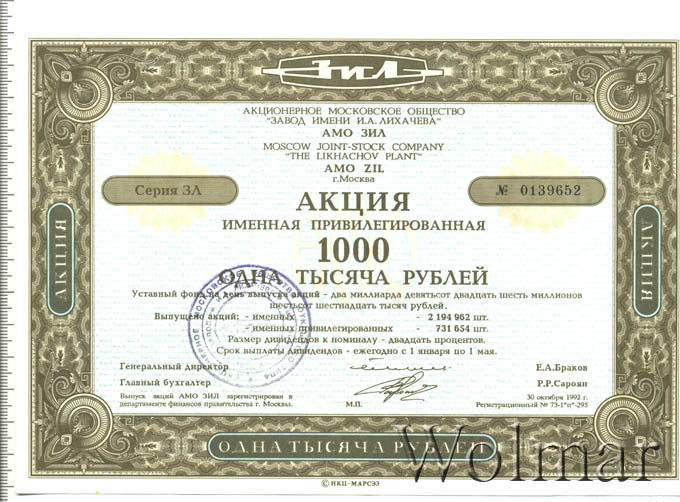 ЗиЛ
АКЦИОНЕРНОЕ МОСКОВСКОЕ ОБЩЕСТВО
"ЗАВОД ИМЕНИ И.А. ЛИХАЧЕВА"
АМО ЗИЛ
MOSCOW JOINT-STOCK COMPANY
"THE LIKHACHOV PLANT"
AMO ZIL
г.Москва
Серия ЗЛ
№ 0139652
АКЦИЯ
ИМЕННАЯ ПРИВИЛЕГИРОВАННАЯ
1000
ОДНА ТЫСЯЧА РУБЛЕЙ
АКЦИЯ
АКЦИЯ
Уставный фонд на день выпуска акций - два миллиарда девятьсот двадцать шесть миллионов
шестьсот шестнадцать тысяч рублей.
Выпущено акций: - именных - 2 194 962 шт.
- именных привилегированных - 731 654 шт.
Размер дивидендов к номиналу - двадцать процентов.
Срок выплаты дивидендов - ежегодно с 1 января по 1 мая.
Генеральный директор Е.А.Браков
Главный бухгалтер Р.Р.Сароян
Выпуск акций АМО ЗИЛ зарегистрирован в
департаменте финансов правительства г. Москвы.
М.П.
30 октября 1992 г.
Регистрационный № 73-1"п"-295
ОДНА ТЫСЯЧА РУБЛЕЙ
Wolmar
© НКЦ-МАРСЭЗ